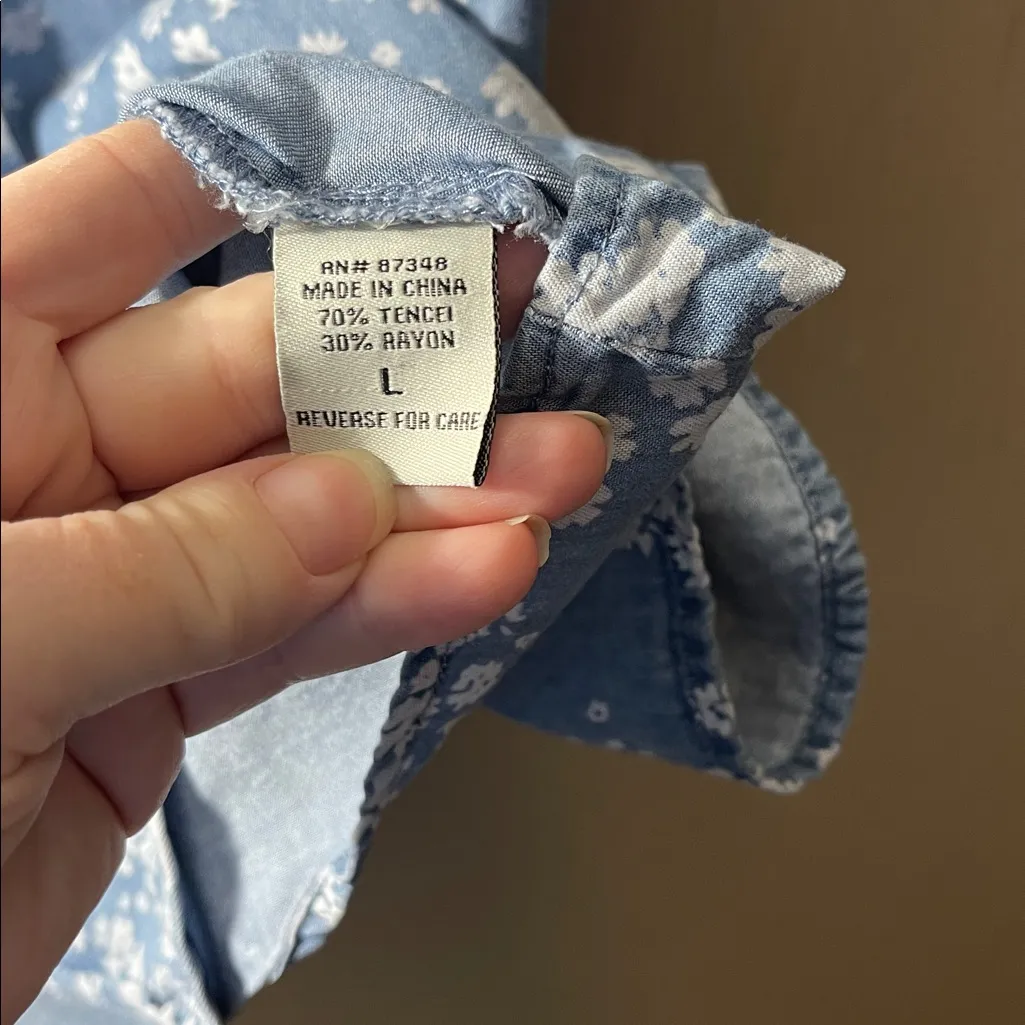 RN# 87348
MADE IN CHINA
70% TENCEL
30% RAYON
L
REVERSE FOR CARE